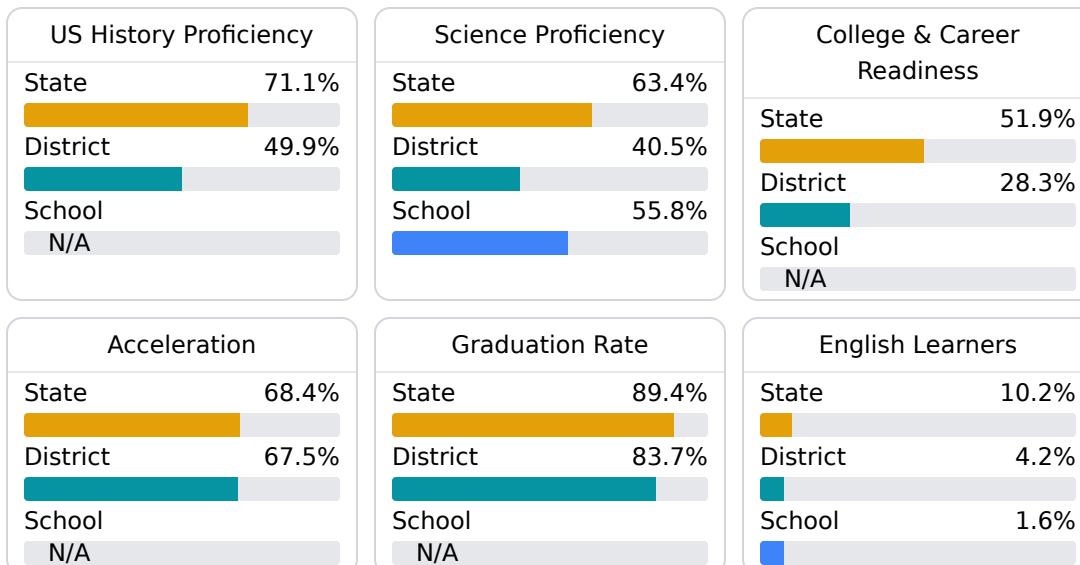 US History Proficiency
State 71.1%
District 49.9%
School
N/A
Science Proficiency
State 63.4%
District 40.5%
School 55.8%
College & Career
Readiness
State 51.9%
District 28.3%
School
N/A
Acceleration
State 68.4%
District 67.5%
School
N/A
Graduation Rate
State 89.4%
District 83.7%
School
N/A
English Learners
State 10.2%
District 4.2%
School 1.6%